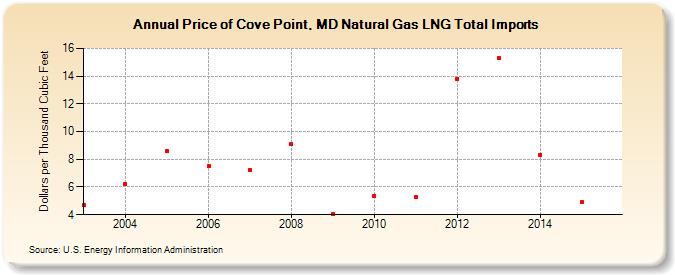 Annual Price of Cove Point, MD Natural Gas LNG Total Imports
Dollars per Thousand Cubic Feet
16
14
12
10
8
6
4
2004 2006 2008 2010 2012 2014
Source: U.S. Energy Information Administration